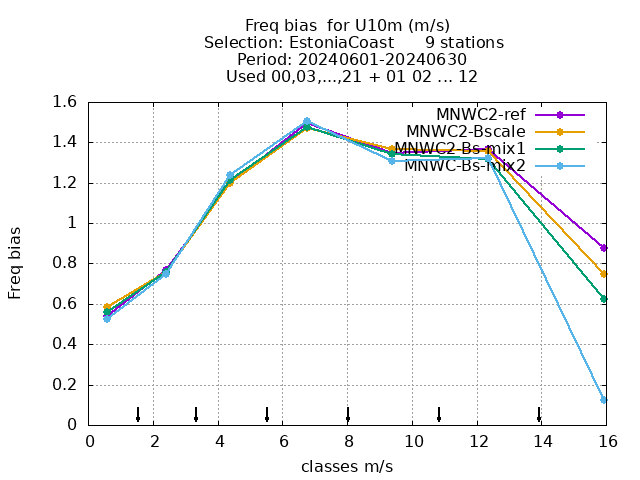 Freq bias  for U10m (m/s)
Selection: EstoniaCoast      9 stations
Period: 20240601-20240630
Used 00,03,...,21 + 01 02 ... 12
MNWC2-ref
MNWC2-Bscale
MNWC2-Bs-mix1
MNWC-Bs-mix2
1.6
1.4
1.2
1
0.8
0.6
0.4
0.2
0
Freq bias
0 2 4 6 8 10 12 14 16
classes m/s